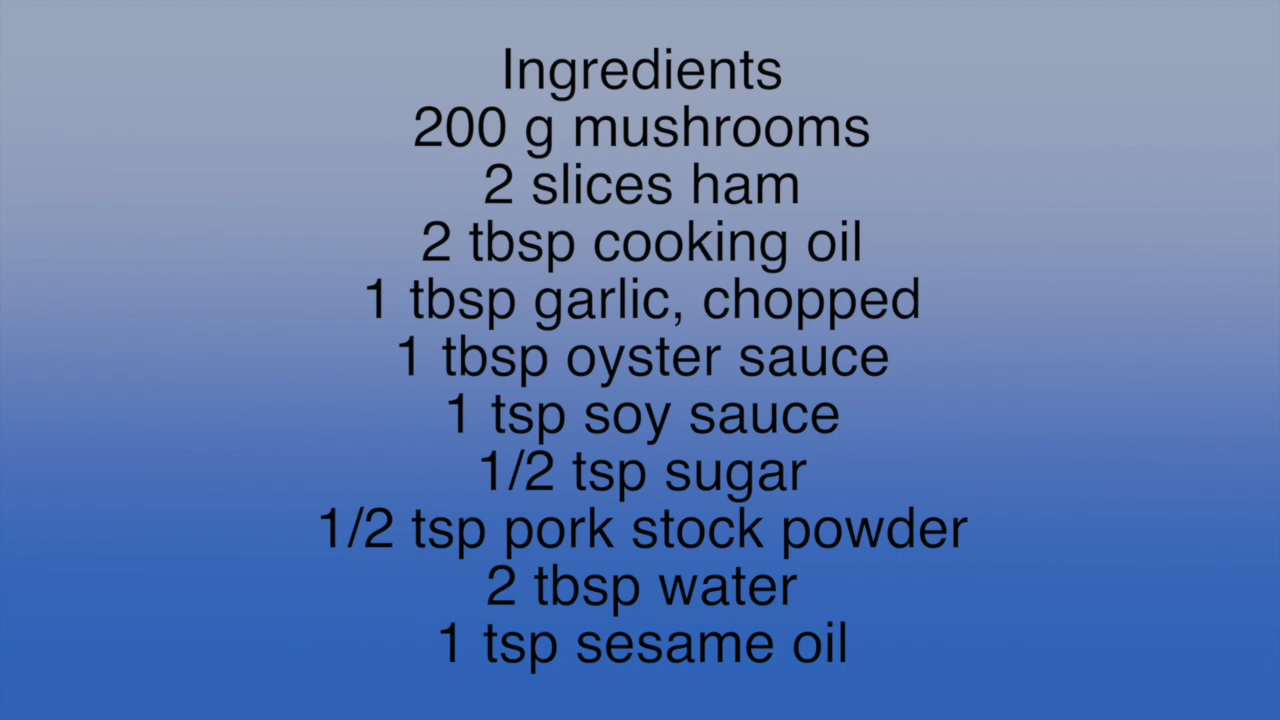 Ingredients
200 g mushrooms
2 slices ham
2 tbsp cooking oil
1 tbsp garlic, chopped
1 tbsp oyster sauce
1 tsp soy sauce
1/2 tsp sugar
1/2 tsp pork stock powder
2 tbsp water
1 tsp sesame oil